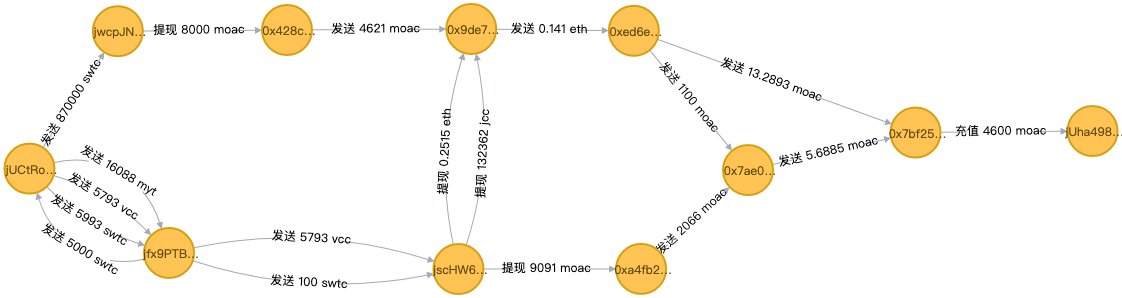 jwcpJN...
提现 8000 moac
0x428c...
发送 4621 moac
0x9de7...
发送 0.141 eth
0xed6e...
发送 870000 swtc
发送 13.2893 moac
发送 1100 moac
0x7bf25...
充值 4600 moac
jUha498...
jUCtRo...
发送 16088 myt
发送 5793 vcc
发送 5993 swtc
发送 5000 swtc
提现 0.2515 eth
提现 132362 jcc
发送 5.6885 moac
0x7ae0...
jfx9PTB...
发送 5793 vcc
发送 100 swtc
jscHW6...
提现 9091 moac
0xa4fb2...
发送 2066 moac